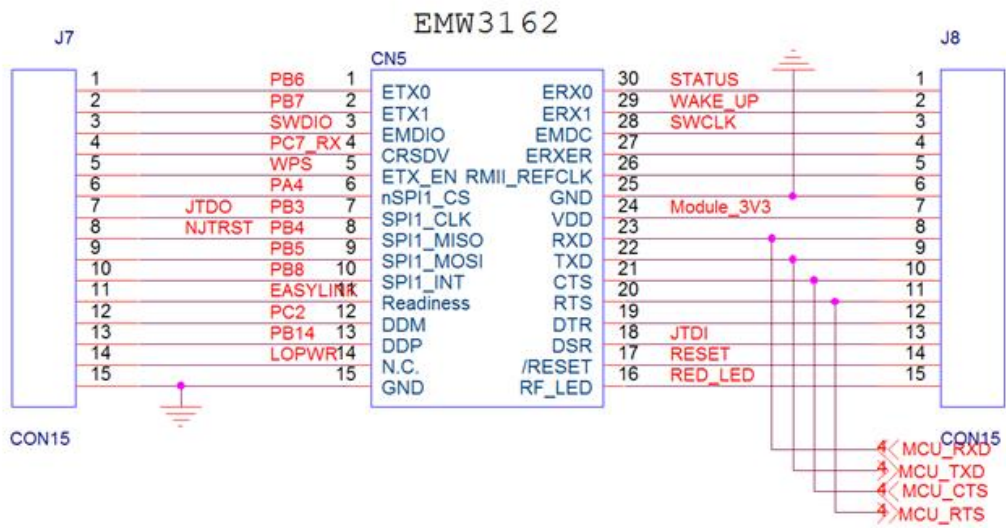 EMW3162
J7
CN5
J8
1 PB6 1 ETX0 ERX0 30 STATUS 1
2 PB7 2 ETX1 ERX1 29 WAKE_UP 2
3 SWDIO 3 EMDIO EMDC 28 SWCLK 3
4 PC7_RX 4 CRSDV ERXER 27 4
5 WPS 5 ETX_EN RMII_REFCLK 26 5
6 PA4 6 nSPI1_CS GND 25 6
7 JTDO PB3 7 SPI1_CLK VDD 24 Module_3V3 7
8 NJTRST PB4 8 SPI1_MISO RXD 23 8
9 PB5 9 SPI1_MOSI TXD 22 9
10 PB8 10 SPI1_INT CTS 21 10
11 EASYLINK 11 Readiness RTS 20 11
12 PC2 12 DDM DTR 19 12
13 PB14 13 DDP DSR 18 JTDI 13
14 LOPWR 14 N.C. /RESET 17 RESET 14
15 15 GND RF_LED 16 RED_LED 15
CON15
CON15
4 MCU_RXD
4 MCU_TXD
4 MCU_CTS
4 MCU_RTS